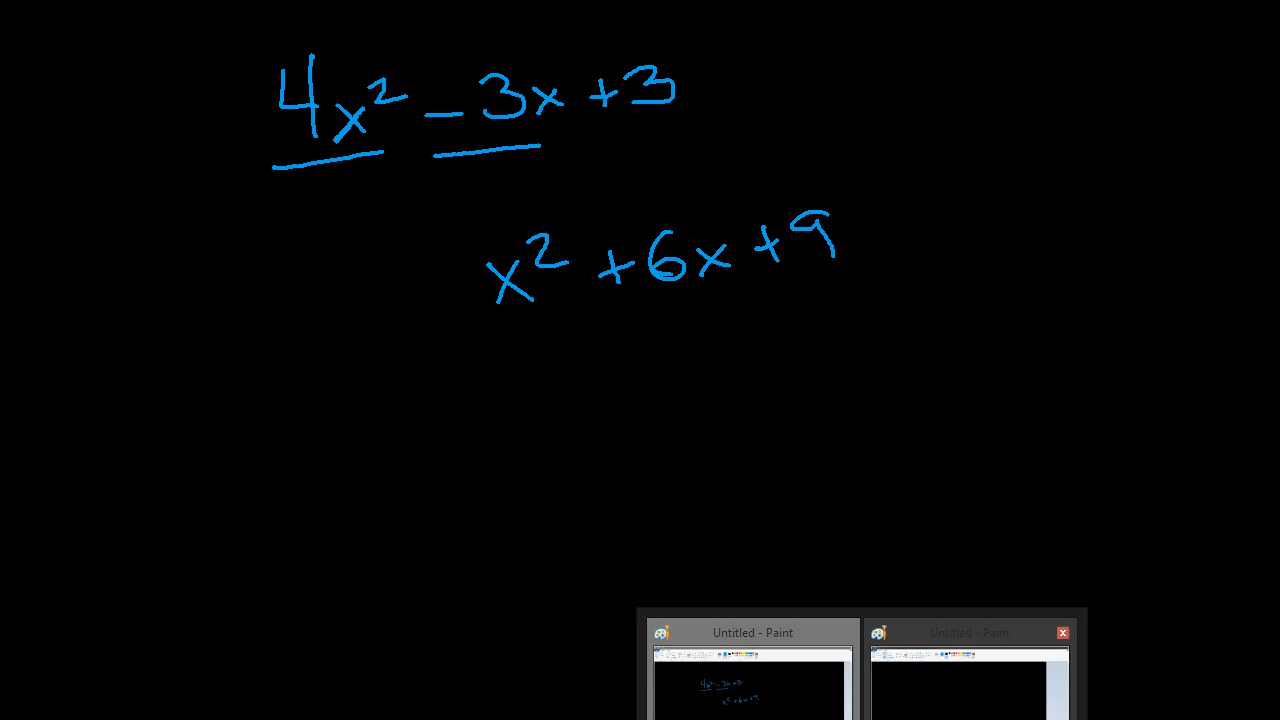 4x² - 3x + 3
x² + 6x + 9
Untitled - Paint
Untitled - Paint